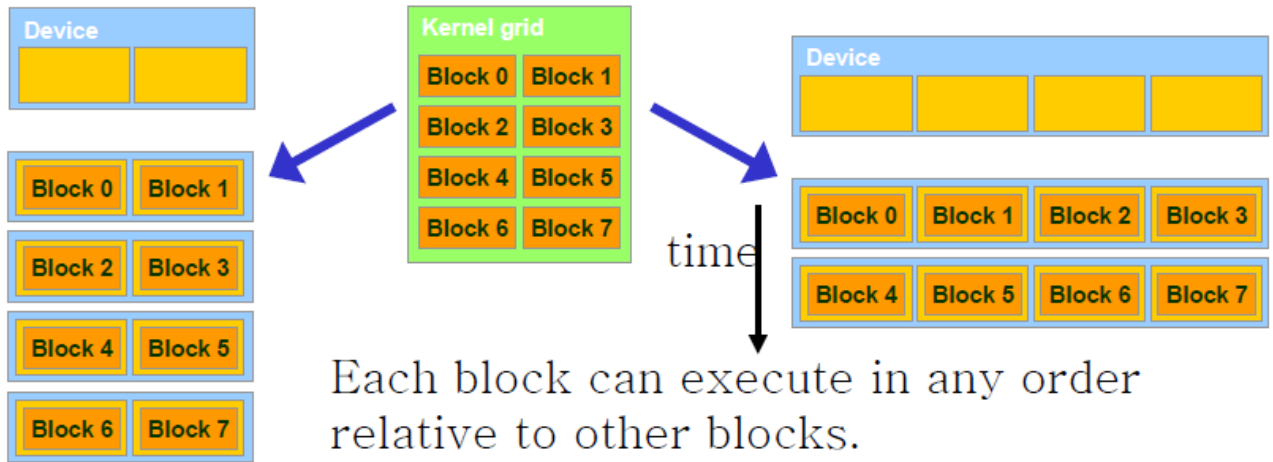 Device
Block 0 Block 1
Block 2 Block 3
Block 4 Block 5
Block 6 Block 7
Kernel grid
Block 0 Block 1
Block 2 Block 3
Block 4 Block 5
Block 6 Block 7
Device
time
Block 0 Block 1 Block 2 Block 3
Block 4 Block 5 Block 6 Block 7
Each block can execute in any order
relative to other blocks.